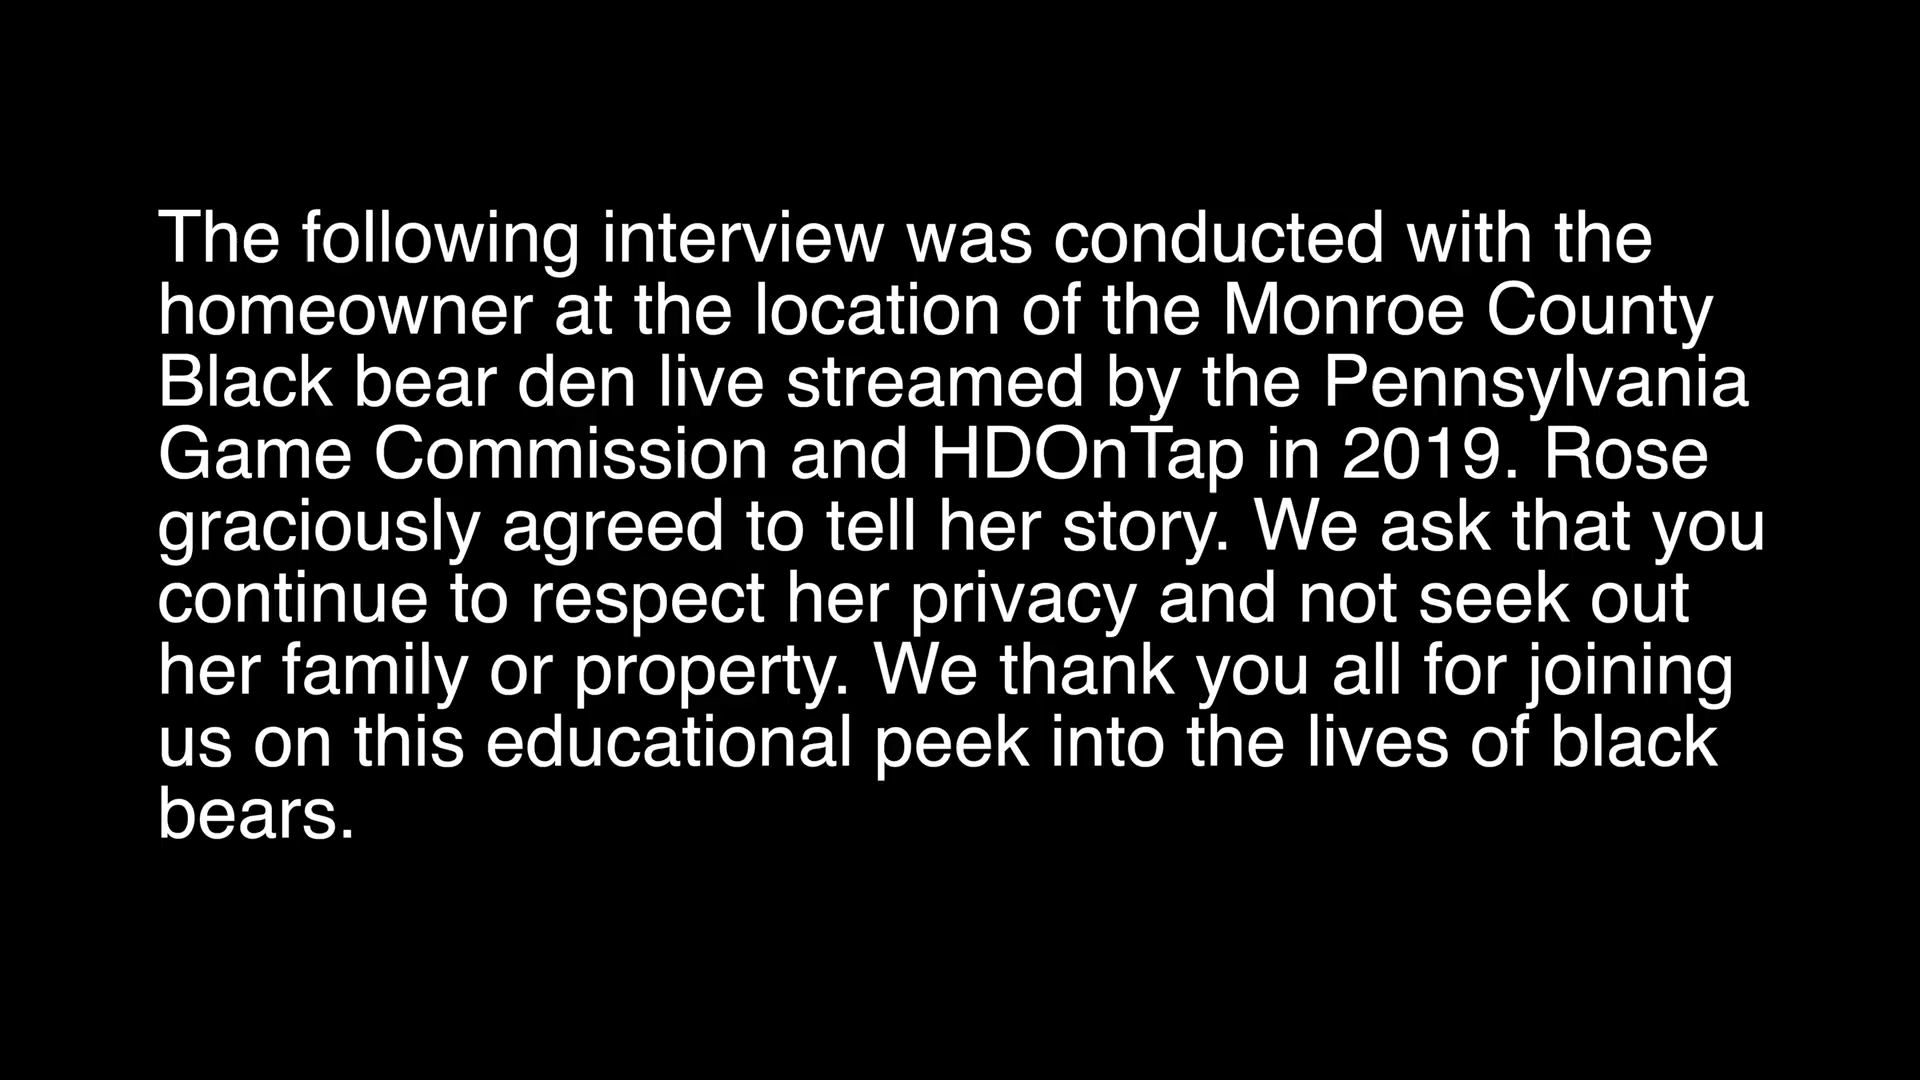 The following interview was conducted with the
homeowner at the location of the Monroe County
Black bear den live streamed by the Pennsylvania
Game Commission and HDOnTap in 2019. Rose
graciously agreed to tell her story. We ask that you
continue to respect her privacy and not seek out
her family or property. We thank you all for joining
us on this educational peek into the lives of black
bears.